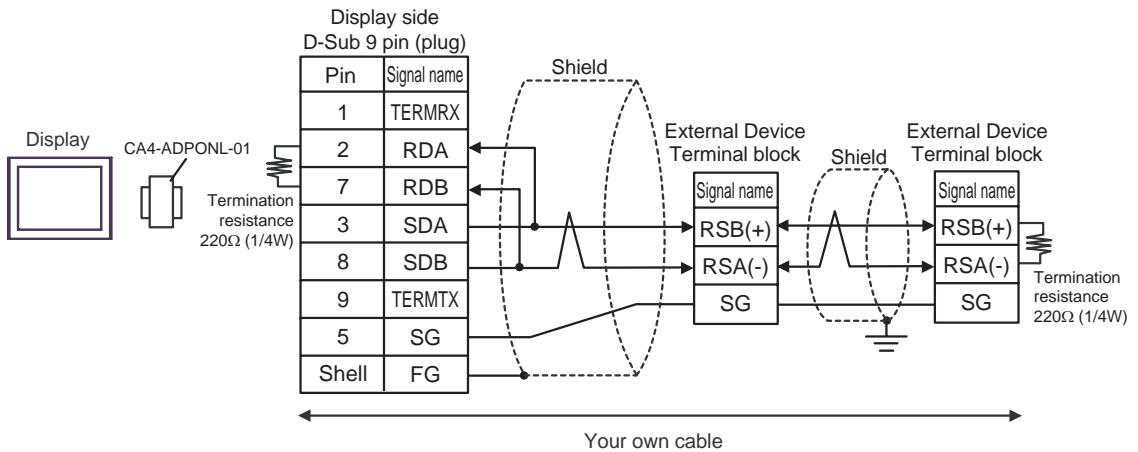 Display side
D-Sub 9 pin (plug)
Pin Signal name
1 TERMRX
2 RDA
7 RDB
3 SDA
8 SDB
9 TERMTX
5 SG
Shell FG
Display
CA4-ADPONL-01
Termination
resistance
220Ω (1/4W)
Shield
External Device
Terminal block
Signal name
RSB(+)
RSA(-)
SG
Shield
External Device
Terminal block
Signal name
RSB(+)
RSA(-)
SG
Termination
resistance
220Ω (1/4W)
Your own cable